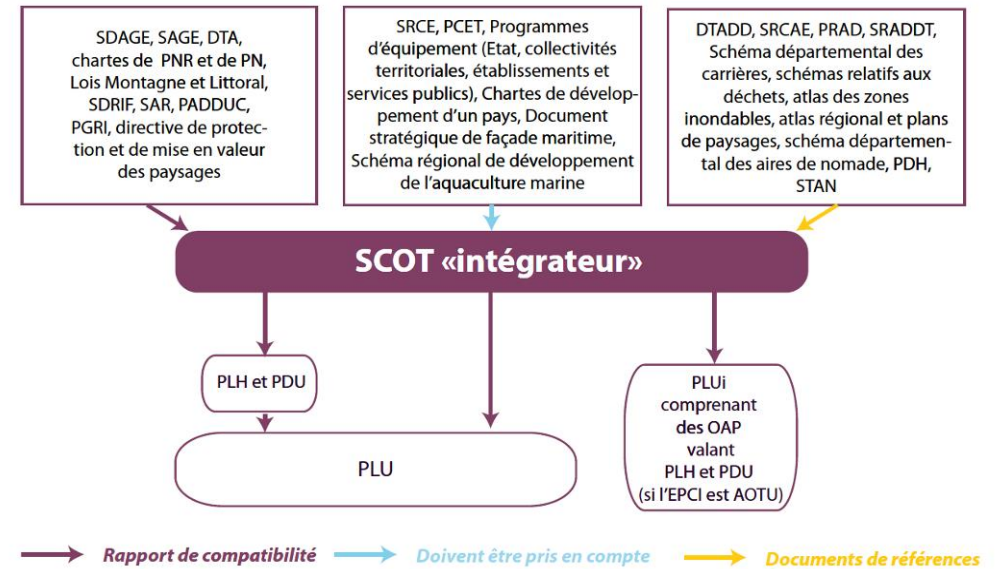 SDAGE, SAGE, DTA,
chartes de PNR et de PN,
Lois Montagne et Littoral,
SDRIF, SAR, PADDUC,
PGRI, directive de protec-
tion et de mise en valeur
des paysages
SRCE, PCET, Programmes
d'équipement (Etat, collectivités
territoriales, établissements et
services publics), Chartes de dévelop-
pement d'un pays, Document
stratégique de façade maritime,
Schéma régional de développement
de l'aquaculture marine
DTADD, SRCAE, PRAD, SRADDT,
Schéma départemental des
carrières, schémas relatifs aux
déchets, atlas des zones
inondables, atlas régional et plans
de paysages, schéma départemen-
tal des aires de nomade, PDH,
STAN
SCOT «intégrateur»
PLH et PDU
PLU
PLUi
comprenant
des OAP
valant
PLH et PDU
(si l'EPCI est AOTU)
Rapport de compatibilité
Doivent être pris en compte
Documents de références